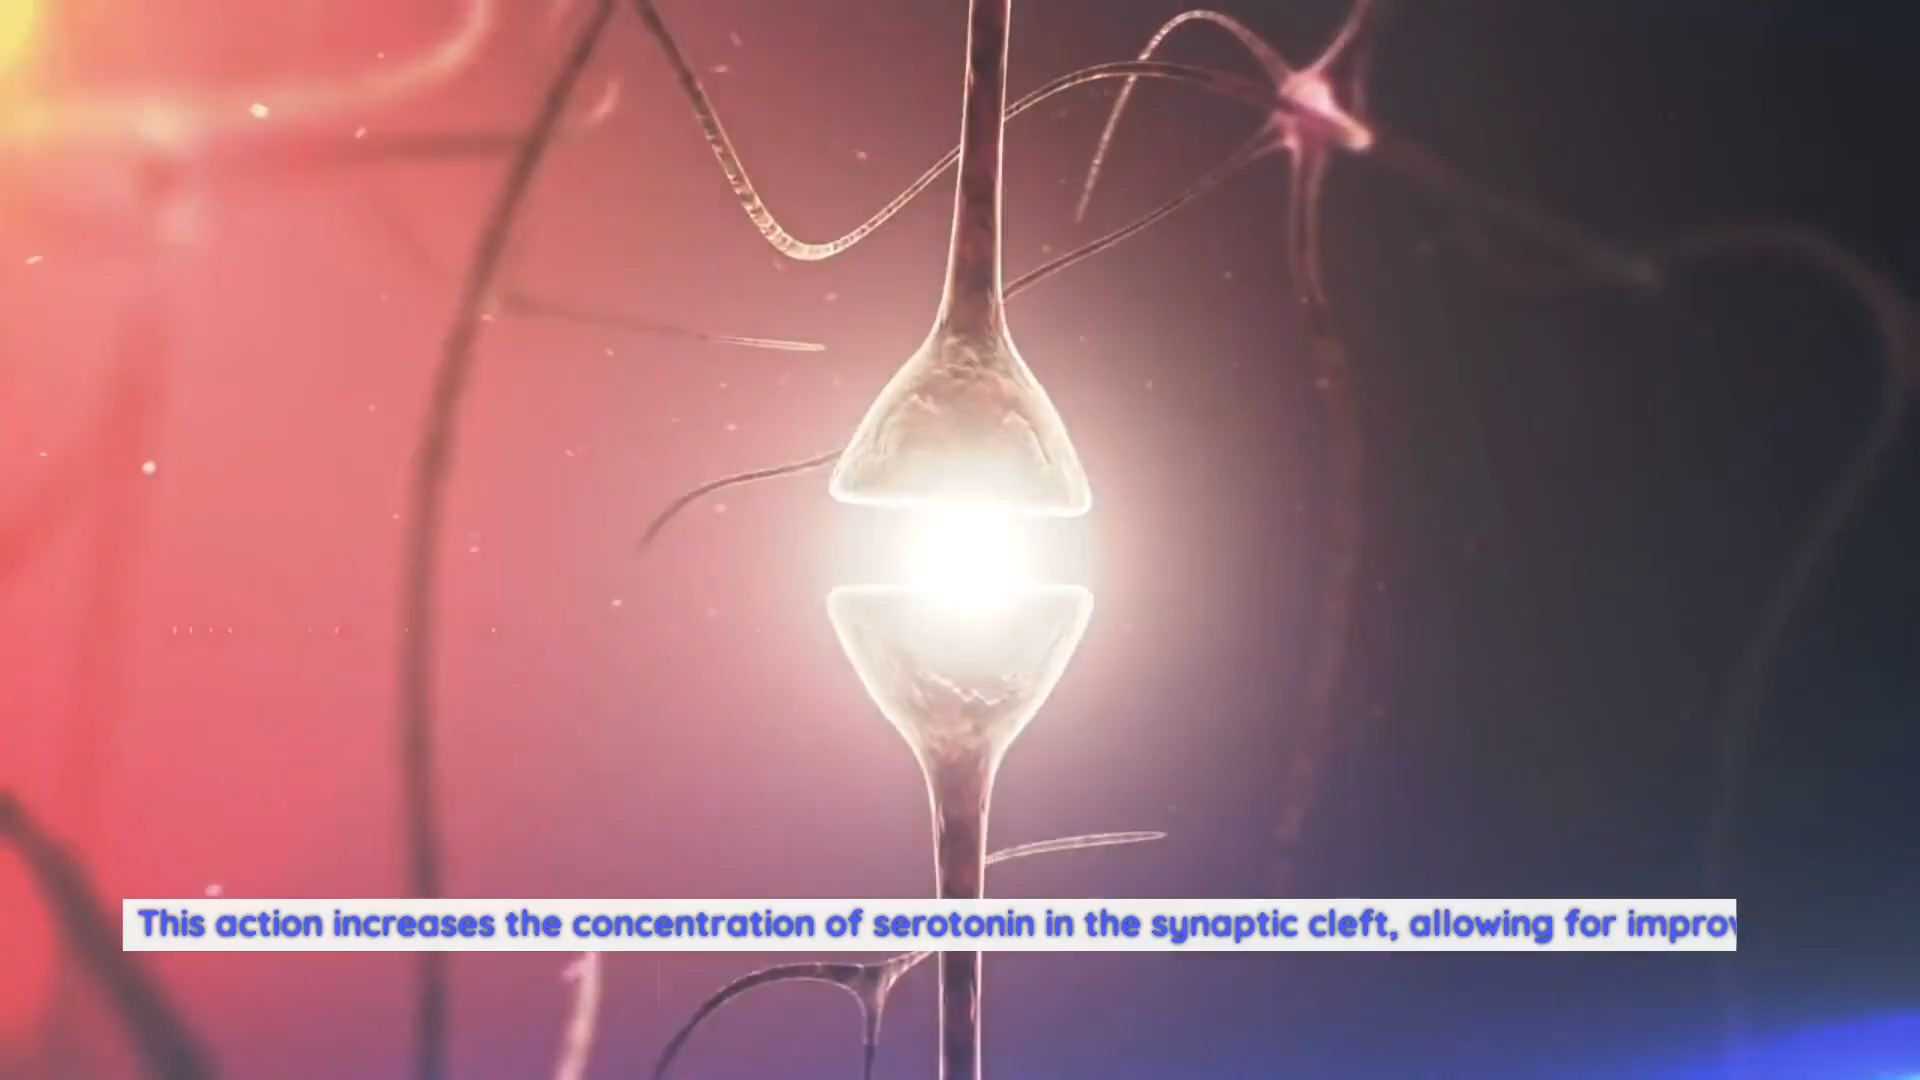 This action increases the concentration of serotonin in the synaptic cleft, allowing for